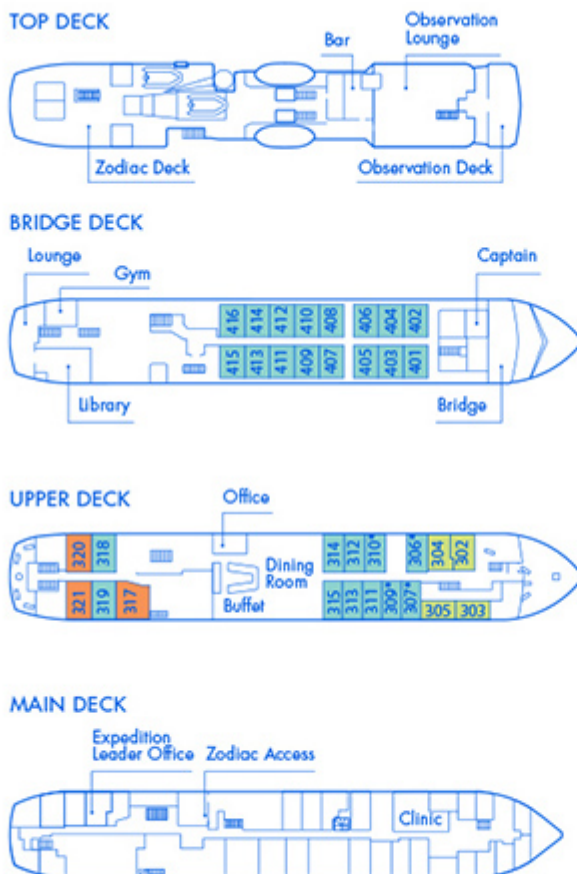 TOP DECK
Bar
Observation
Lounge
Zodiac Deck
Observation Deck
BRIDGE DECK
Lounge
Gym
Captain
416 414 412 410 408 406 404 402
415 413 411 409 407 405 403 401
Library
Bridge
UPPER DECK
Office
320 318 314 312 310* 306* 304 302
Dining
Room
Buffet
321 319 317 315 313 311 309* 307* 305 303
MAIN DECK
Expedition
Leader Office
Zodiac Access
Clinic